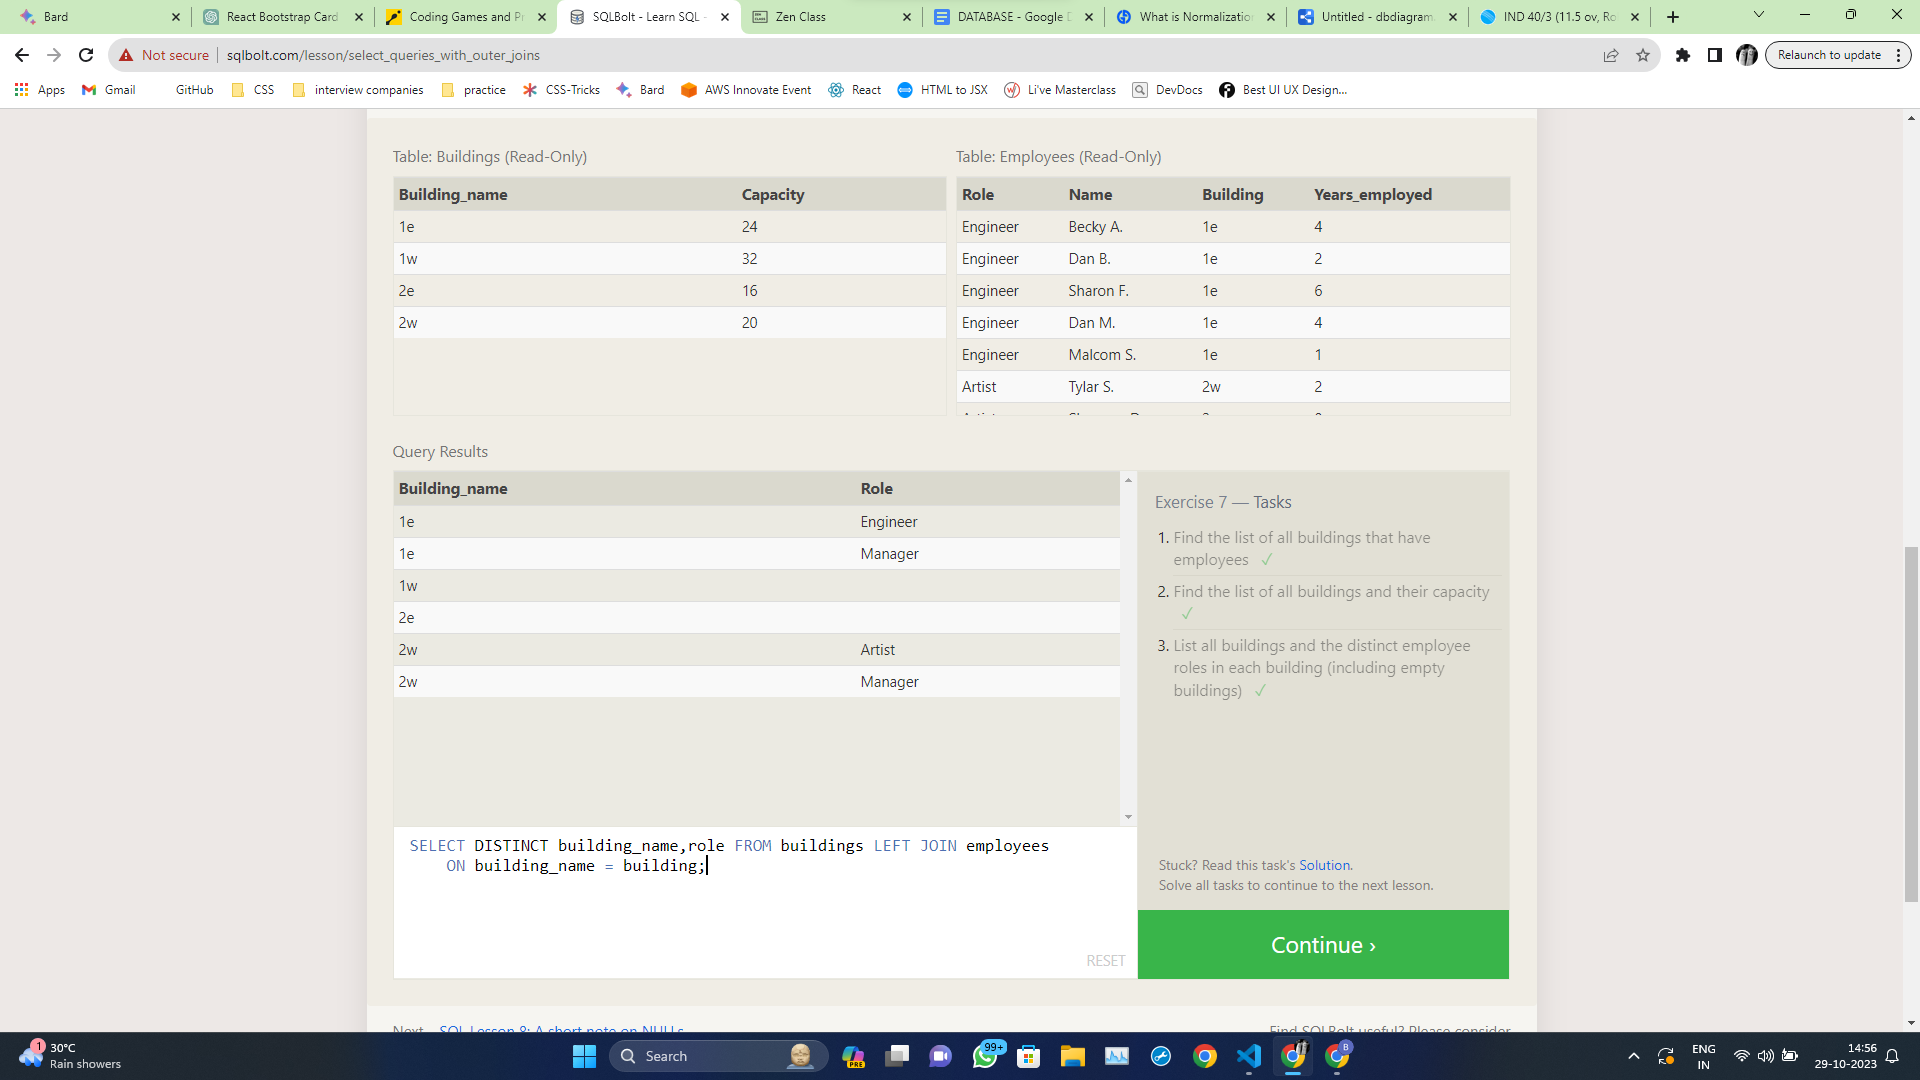 Bard
React Bootstrap Card
Coding Games and Pr
SQLBolt - Learn SQL -
Zen Class
DATABASE - Google D
What is Normalization
Untitled - dbdiagram.
IND 40/3 (11.5 ov, Ro
Not secure
sqlbolt.com/lesson/select_queries_with_outer_joins
Relaunch to update
Apps
Gmail
GitHub
CSS
interview companies
practice
CSS-Tricks
Bard
AWS Innovate Event
React
HTML to JSX
Li've Masterclass
DevDocs
Best UI UX Design...
Table: Buildings (Read-Only)
Building_name Capacity
1e 24
1w 32
2e 16
2w 20
Table: Employees (Read-Only)
Role Name Building Years_employed
Engineer Becky A. 1e 4
Engineer Dan B. 1e 2
Engineer Sharon F. 1e 6
Engineer Dan M. 1e 4
Engineer Malcom S. 1e 1
Artist Tylar S. 2w 2
Query Results
Building_name Role
1e Engineer
1e Manager
1w
2e
2w Artist
2w Manager
Exercise 7 — Tasks
1. Find the list of all buildings that have
employees ✓
2. Find the list of all buildings and their capacity
✓
3. List all buildings and the distinct employee
roles in each building (including empty
buildings) ✓
SELECT DISTINCT building_name,role FROM buildings LEFT JOIN employees
ON building_name = building;
RESET
Stuck? Read this task's Solution.
Solve all tasks to continue to the next lesson.
Continue ›
Next – SQL Lesson 8: A short note on NULLs
Find SQLBolt useful? Please consider
1
30°C
Rain showers
Search
PRE
99+
B
ENG
IN
14:56
29-10-2023